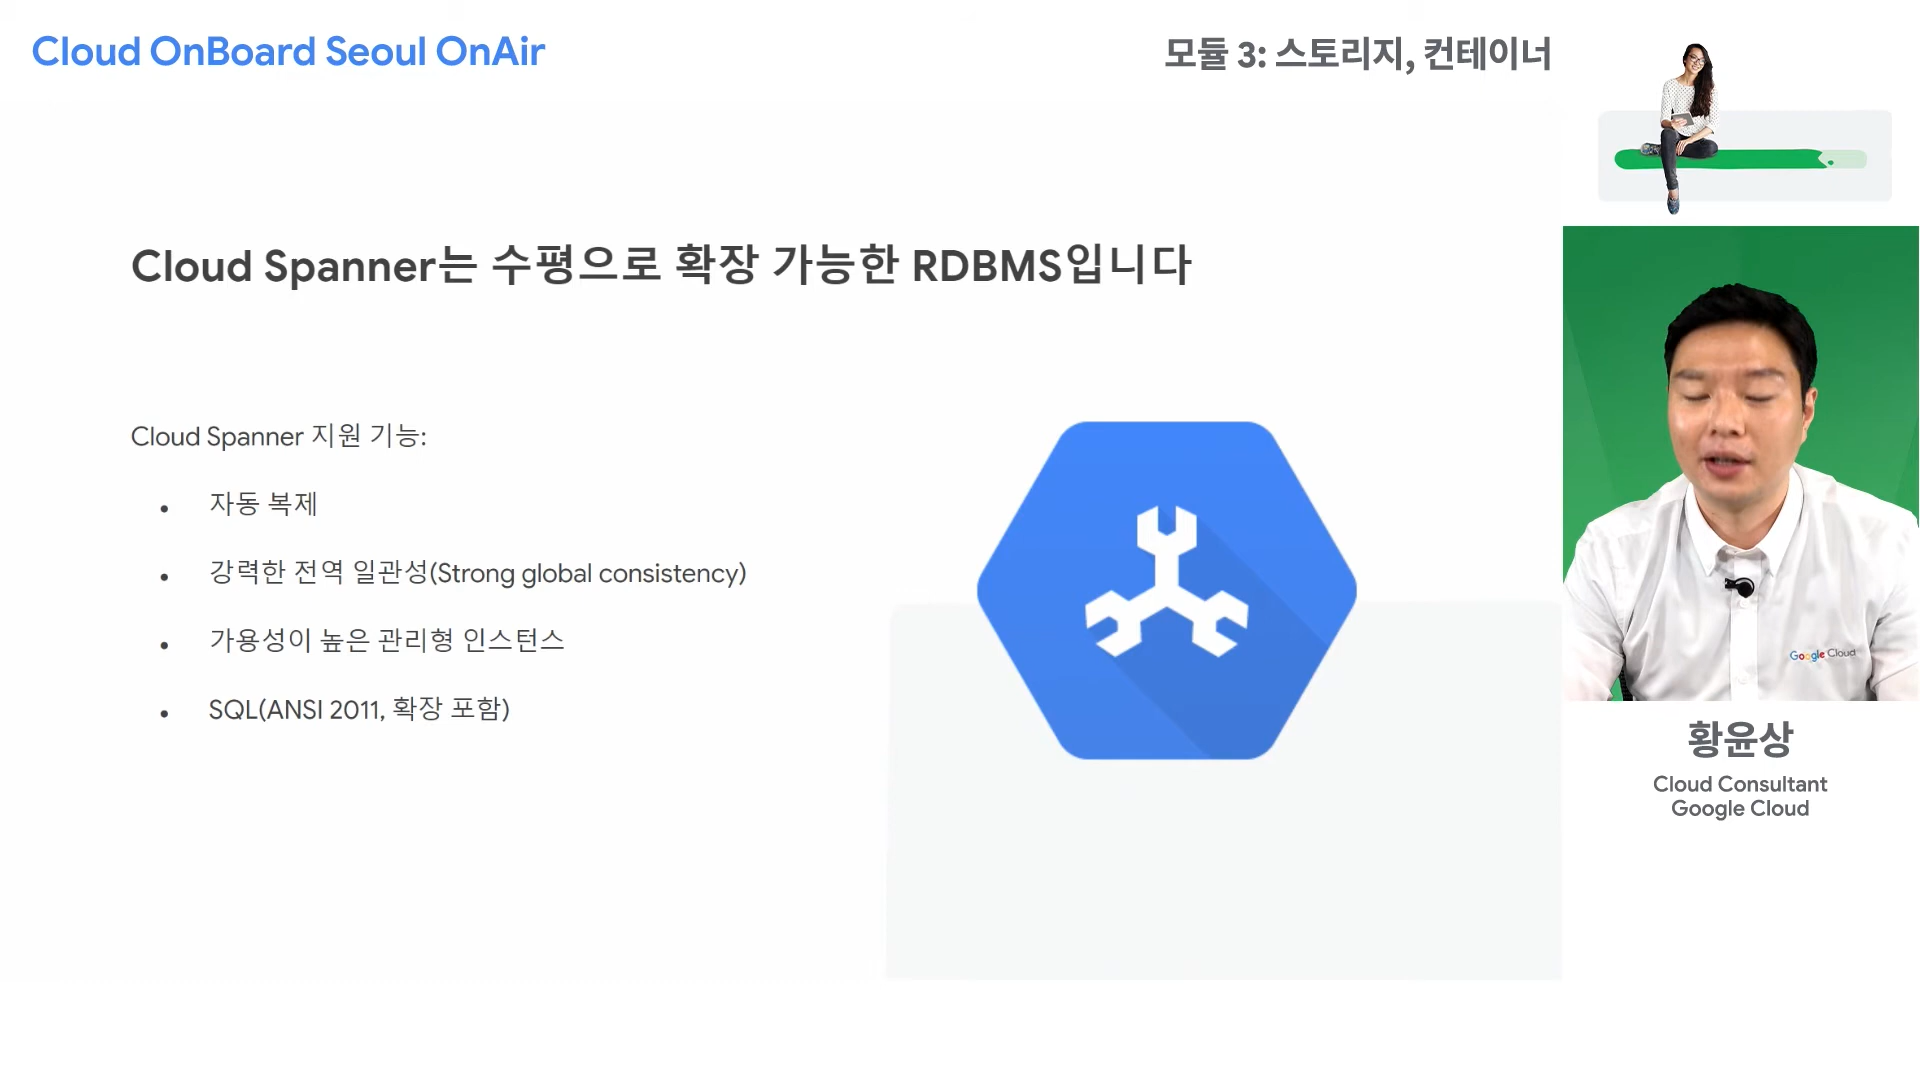 Cloud OnBoard Seoul OnAir
모듈 3: 스토리지, 컨테이너
Cloud Spanner는 수평으로 확장 가능한 RDBMS입니다
Cloud Spanner 지원 기능:
• 자동 복제
• 강력한 전역 일관성(Strong global consistency)
• 가용성이 높은 관리형 인스턴스
• SQL(ANSI 2011, 확장 포함)
Google Cloud
황윤상
Cloud Consultant
Google Cloud